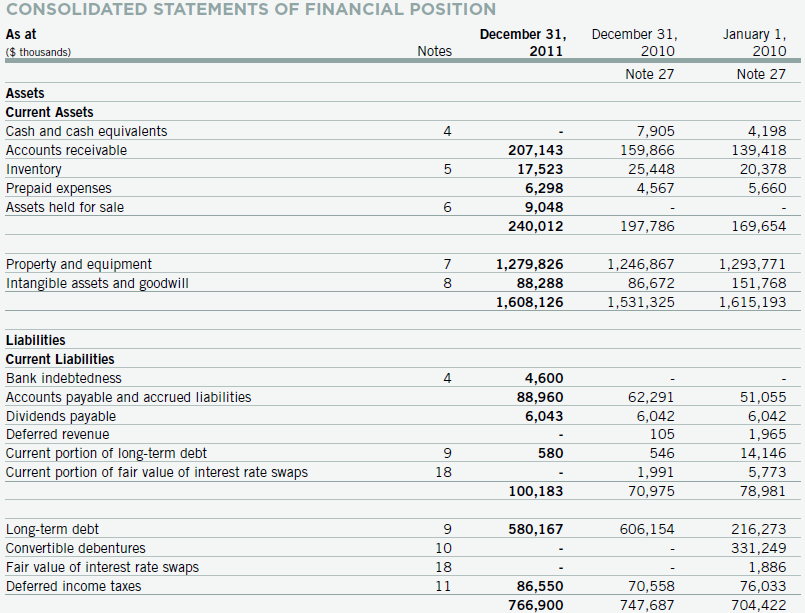 CONSOLIDATED STATEMENTS OF FINANCIAL POSITION
As at December 31, December 31, January 1,
($ thousands) Notes 2011 2010 2010
Note 27 Note 27
Assets
Current Assets
Cash and cash equivalents 4 - 7,905 4,198
Accounts receivable 207,143 159,866 139,418
Inventory 5 17,523 25,448 20,378
Prepaid expenses 6,298 4,567 5,660
Assets held for sale 6 9,048 - -
240,012 197,786 169,654
Property and equipment 7 1,279,826 1,246,867 1,293,771
Intangible assets and goodwill 8 88,288 86,672 151,768
1,608,126 1,531,325 1,615,193
Liabilities
Current Liabilities
Bank indebtedness 4 4,600 - -
Accounts payable and accrued liabilities 88,960 62,291 51,055
Dividends payable 6,043 6,042 6,042
Deferred revenue - 105 1,965
Current portion of long-term debt 9 580 546 14,146
Current portion of fair value of interest rate swaps 18 - 1,991 5,773
100,183 70,975 78,981
Long-term debt 9 580,167 606,154 216,273
Convertible debentures 10 - - 331,249
Fair value of interest rate swaps 18 - - 1,886
Deferred income taxes 11 86,550 70,558 76,033
766,900 747,687 704,422